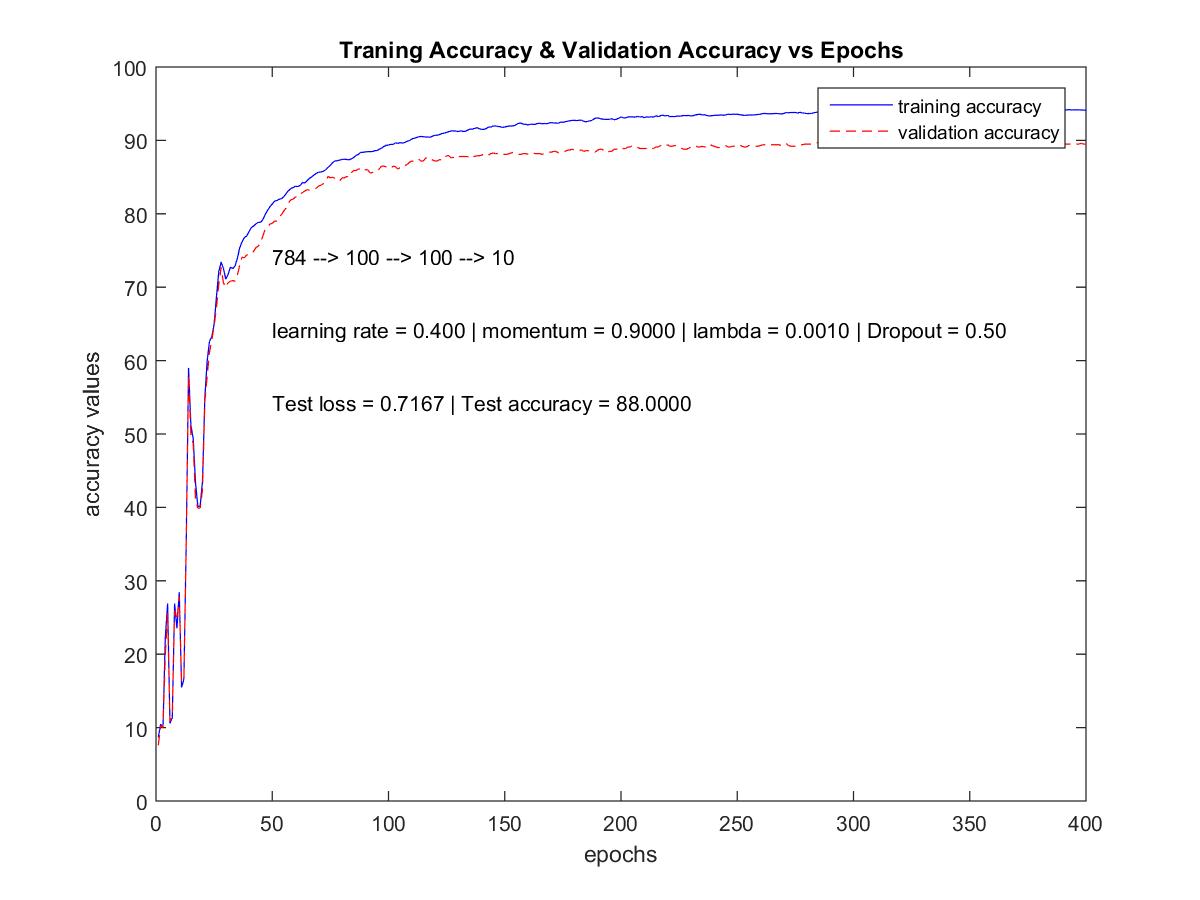 Traning Accuracy & Validation Accuracy vs Epochs
100
90
80
70
60
50
40
30
20
10
0
accuracy values
training accuracy
validation accuracy
784 --> 100 --> 100 --> 10
learning rate = 0.400 | momentum = 0.9000 | lambda = 0.0010 | Dropout = 0.50
Test loss = 0.7167 | Test accuracy = 88.0000
0 50 100 150 200 250 300 350 400
epochs